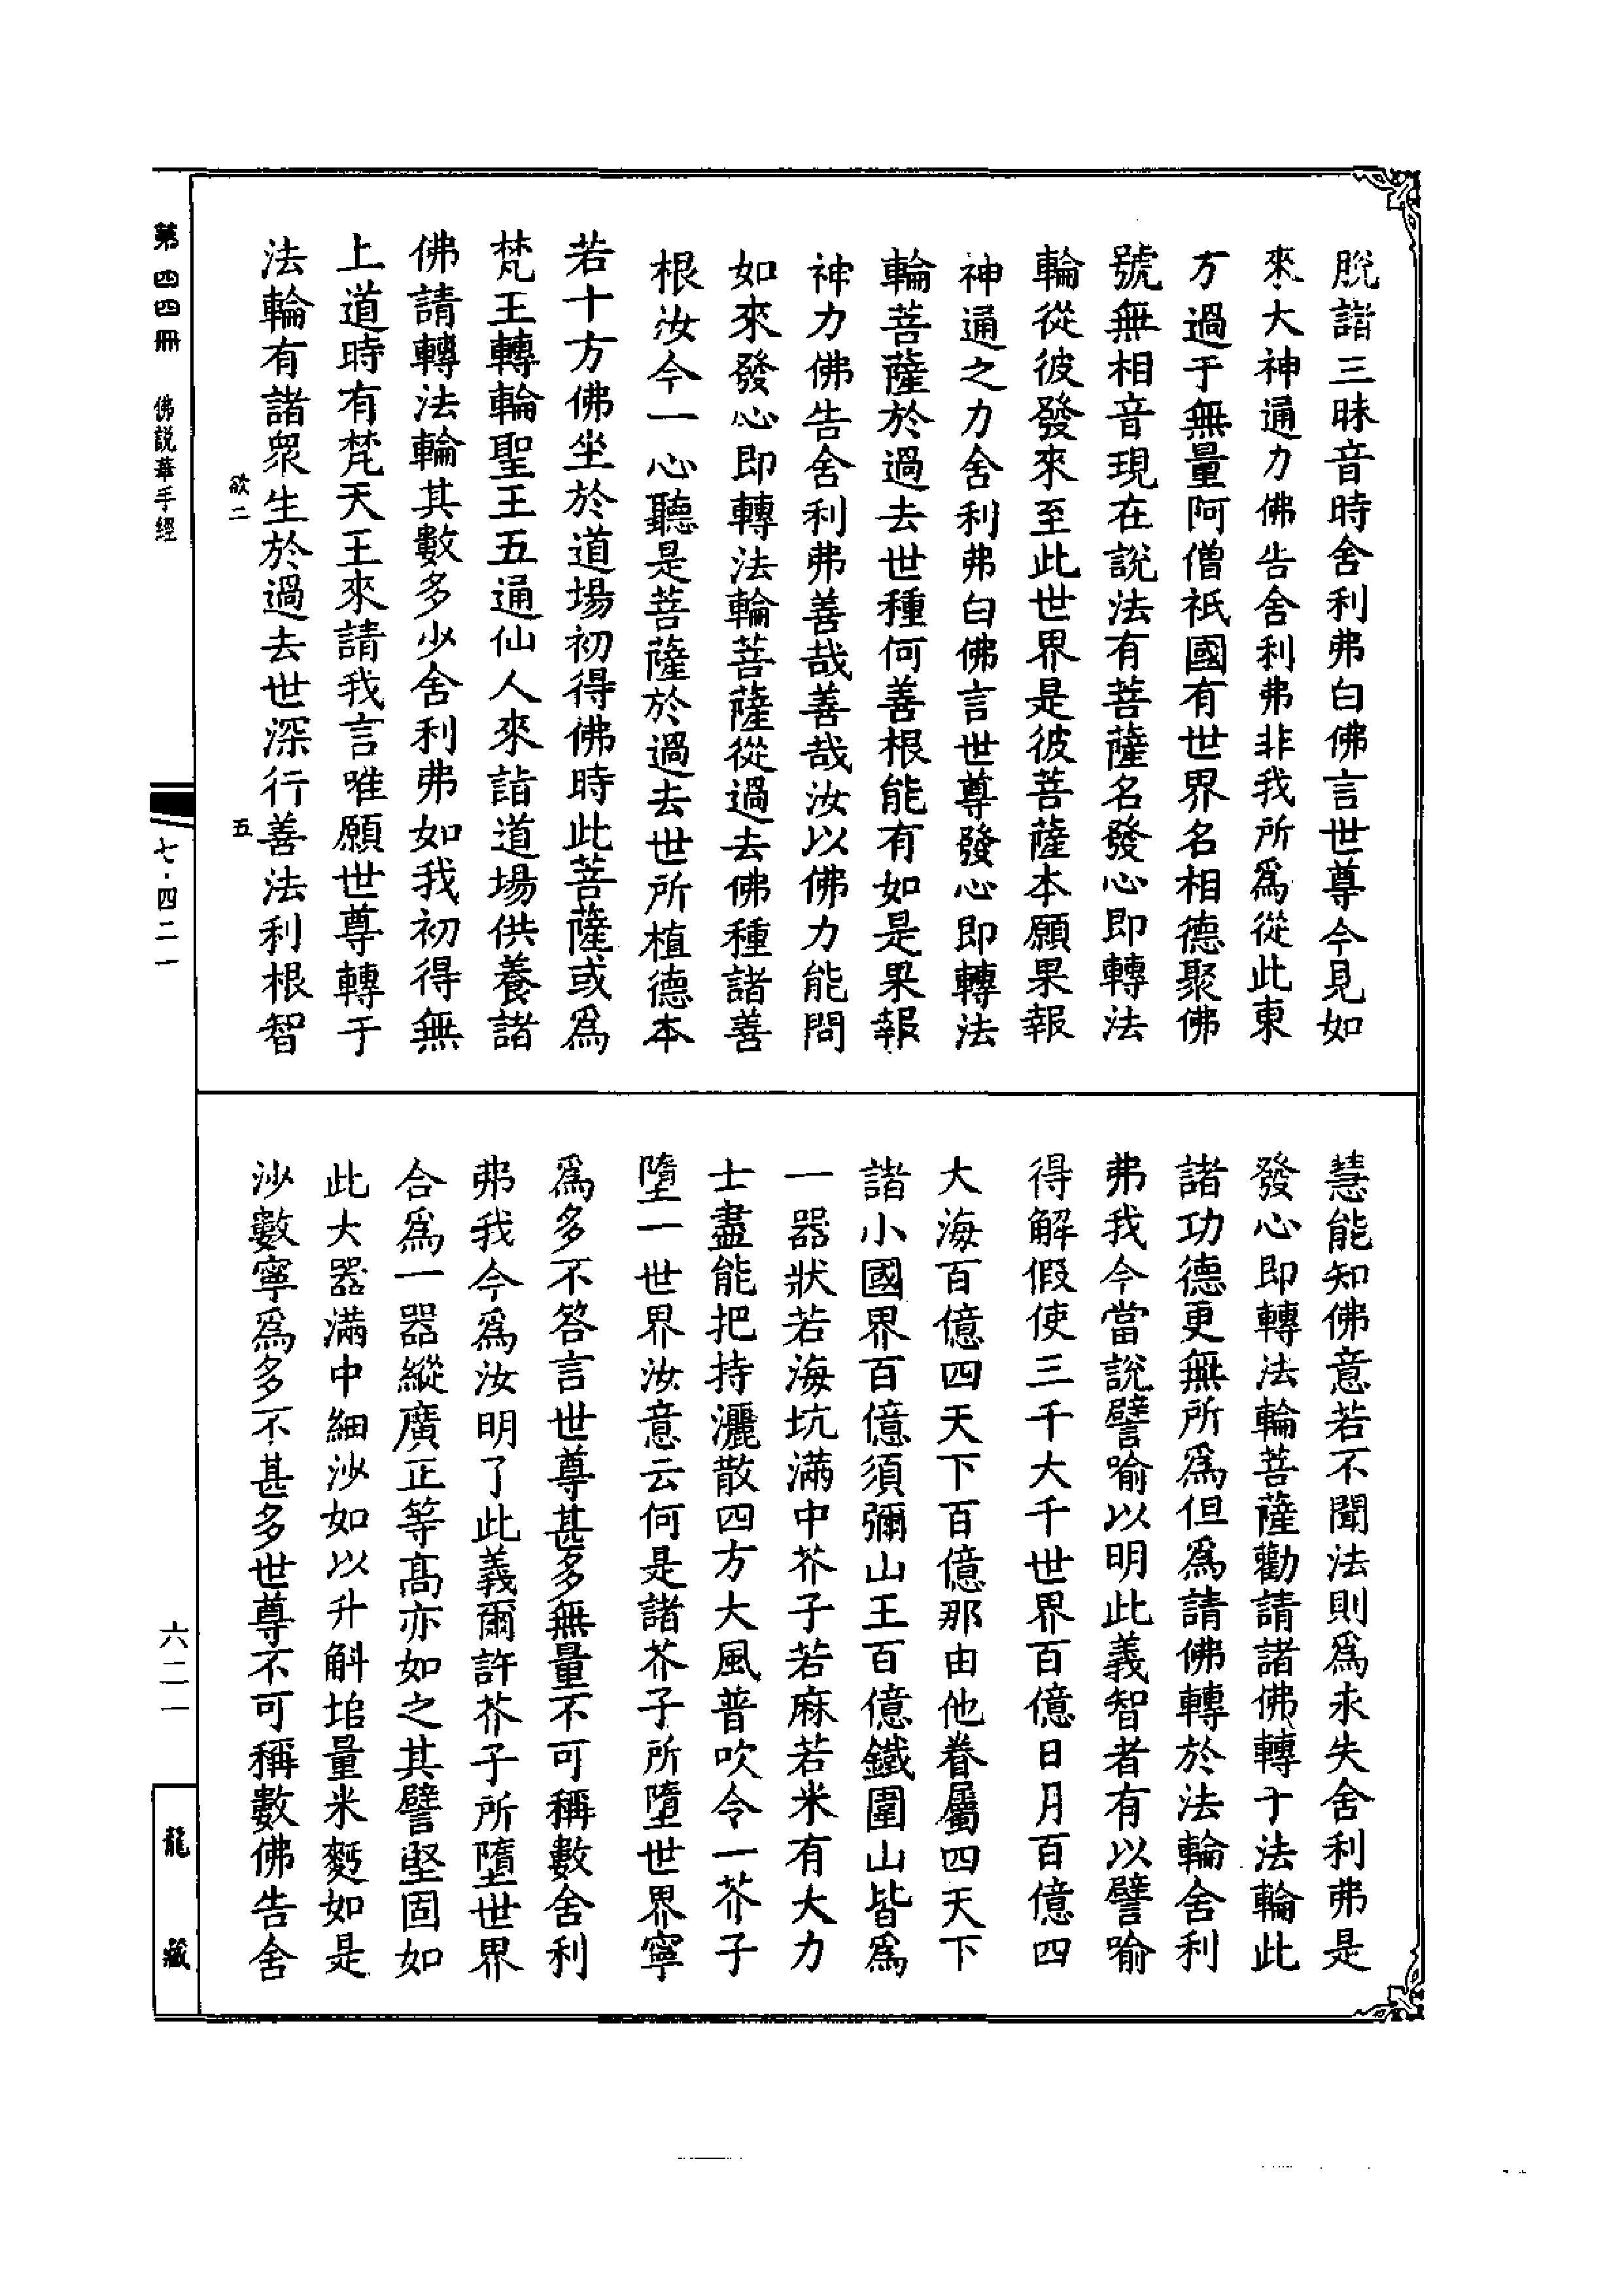 脫諸三昧音時舍利弗白佛言世尊今見如
來大神通力佛告舍利弗非我所爲從此東
方過于無量阿僧祇國有世界名相德聚佛
號無相音現在說法有菩薩名發心即轉法
輪從彼發來至此世界是彼菩薩本願果報
神通之力舍利弗白佛言世尊發心即轉法
輪菩薩於過去世種何善根能有如是果報
神力佛告舍利弗善哉善哉汝以佛力能問
如來發心即轉法輪菩薩從過去佛種諸善
根汝今一心聽是菩薩於過去世所植德本
若十方佛坐於道場初得佛時此菩薩或爲
梵王轉輪聖王五通仙人來詣道場供養諸
佛請轉法輪其數多少舍利弗如我初得無
上道時有梵天王來請我言唯願世尊轉于
法輪有諸衆生於過去世深行善法利根智
慧能知佛意若不聞法則爲永失舍利弗是
發心即轉法輪菩薩勸請諸佛轉于法輪此
諸功德更無所爲但爲請佛轉於法輪舍利
弗我今當說譬喻以明此義智者有以譬喻
得解假使三千大千世界百億日月百億四
大海百億四天下百億那由他眷屬四天下
諸小國界百億須彌山王百億鐵圍山皆爲
一器狀若海坑滿中芥子若麻若米有大力
士盡能把持灑散四方大風普吹令一芥子
墮一世界汝意云何是諸芥子所墮世界寧
爲多不答言世尊甚多無量不可稱數舍利
弗我今爲汝明了此義爾許芥子所墮世界
合爲一器縱廣正等高亦如之其譬堅固如
此大器滿中細沙如以升斛㙛量米麫如是
沙數寧爲多不甚多世尊不可稱數佛告舍
第四四冊 佛說華手經
欲二 五
七·四二一
六二一
龍藏